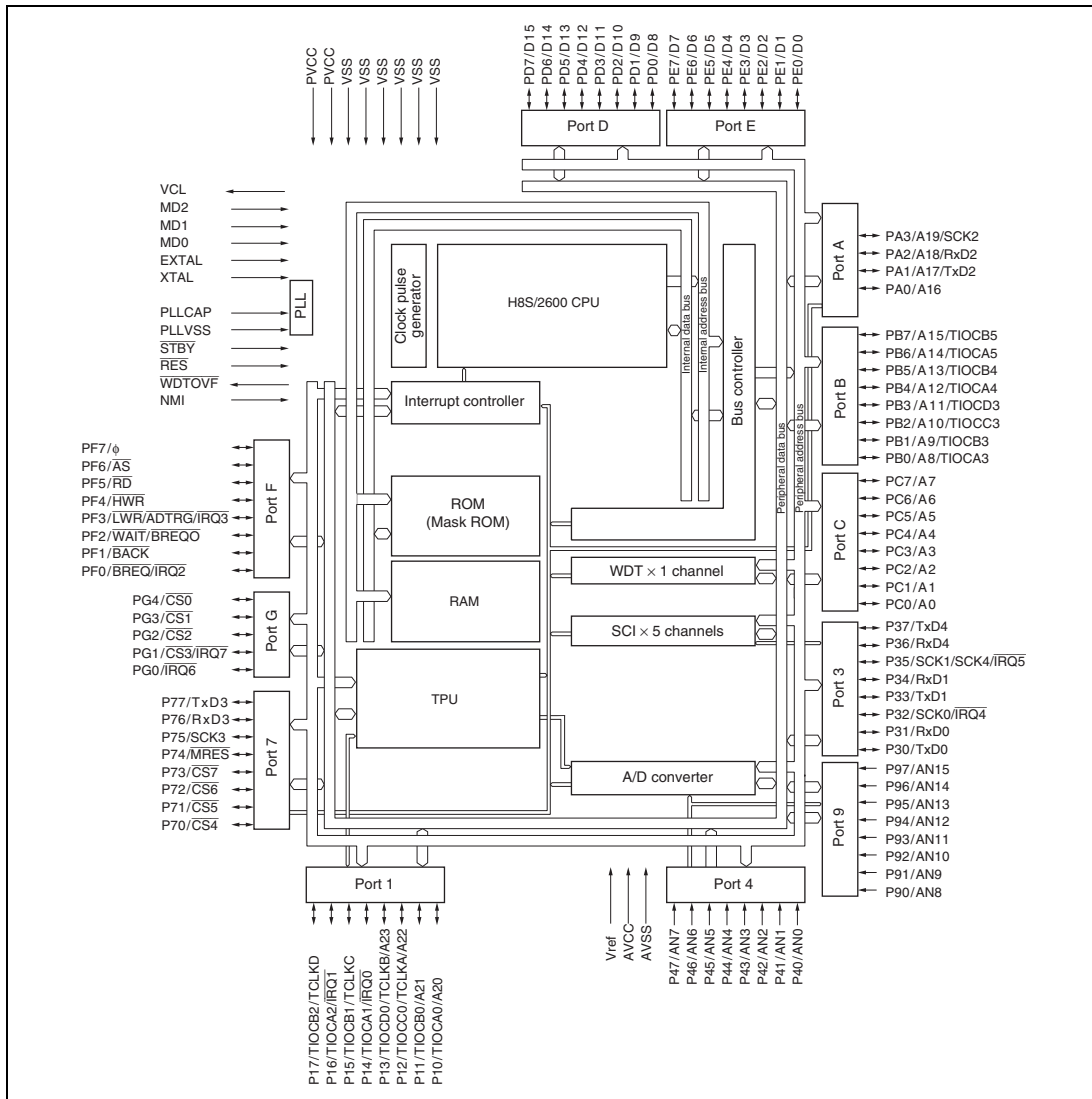 PVCC
PVCC
VSS
VSS
VSS
VSS
VSS
VSS
PD7/D15
PD6/D14
PD5/D13
PD4/D12
PD3/D11
PD2/D10
PD1/D9
PD0/D8
PE7/D7
PE6/D6
PE5/D5
PE4/D4
PE3/D3
PE2/D2
PE1/D1
PE0/D0
Port D
Port E
VCL
MD2
MD1
MD0
EXTAL
XTAL
PLLCAP
PLLVSS
STBY
RES
WDTOVF
NMI
PLL
Clock pulse
generator
H8S/2600 CPU
Internal data bus
Internal address bus
Bus controller
Peripheral data bus
Peripheral address bus
Interrupt controller
ROM
(Mask ROM)
RAM
TPU
WDT × 1 channel
SCI × 5 channels
A/D converter
Port A
PA3/A19/SCK2
PA2/A18/RxD2
PA1/A17/TxD2
PA0/A16
Port B
PB7/A15/TIOCB5
PB6/A14/TIOCA5
PB5/A13/TIOCB4
PB4/A12/TIOCA4
PB3/A11/TIOCD3
PB2/A10/TIOCC3
PB1/A9/TIOCB3
PB0/A8/TIOCA3
Port C
PC7/A7
PC6/A6
PC5/A5
PC4/A4
PC3/A3
PC2/A2
PC1/A1
PC0/A0
Port 3
P37/TxD4
P36/RxD4
P35/SCK1/SCK4/IRQ5
P34/RxD1
P33/TxD1
P32/SCK0/IRQ4
P31/RxD0
P30/TxD0
Port 9
P97/AN15
P96/AN14
P95/AN13
P94/AN12
P93/AN11
P92/AN10
P91/AN9
P90/AN8
PF7/ϕ
PF6/AS
PF5/RD
PF4/HWR
PF3/LWR/ADTRG/IRQ3
PF2/WAIT/BREQO
PF1/BACK
PF0/BREQ/IRQ2
Port F
PG4/CS0
PG3/CS1
PG2/CS2
PG1/CS3/IRQ7
PG0/IRQ6
Port G
P77/TxD3
P76/RxD3
P75/SCK3
P74/MRES
P73/CS7
P72/CS6
P71/CS5
P70/CS4
Port 7
Port 1
P17/TIOCB2/TCLKD
P16/TIOCA2/IRQ1
P15/TIOCB1/TCLKC
P14/TIOCA1/IRQ0
P13/TIOCD0/TCLKB/A23
P12/TIOCC0/TCLKA/A22
P11/TIOCB0/A21
P10/TIOCA0/A20
Vref
AVCC
AVSS
Port 4
P47/AN7
P46/AN6
P45/AN5
P44/AN4
P43/AN3
P42/AN2
P41/AN1
P40/AN0